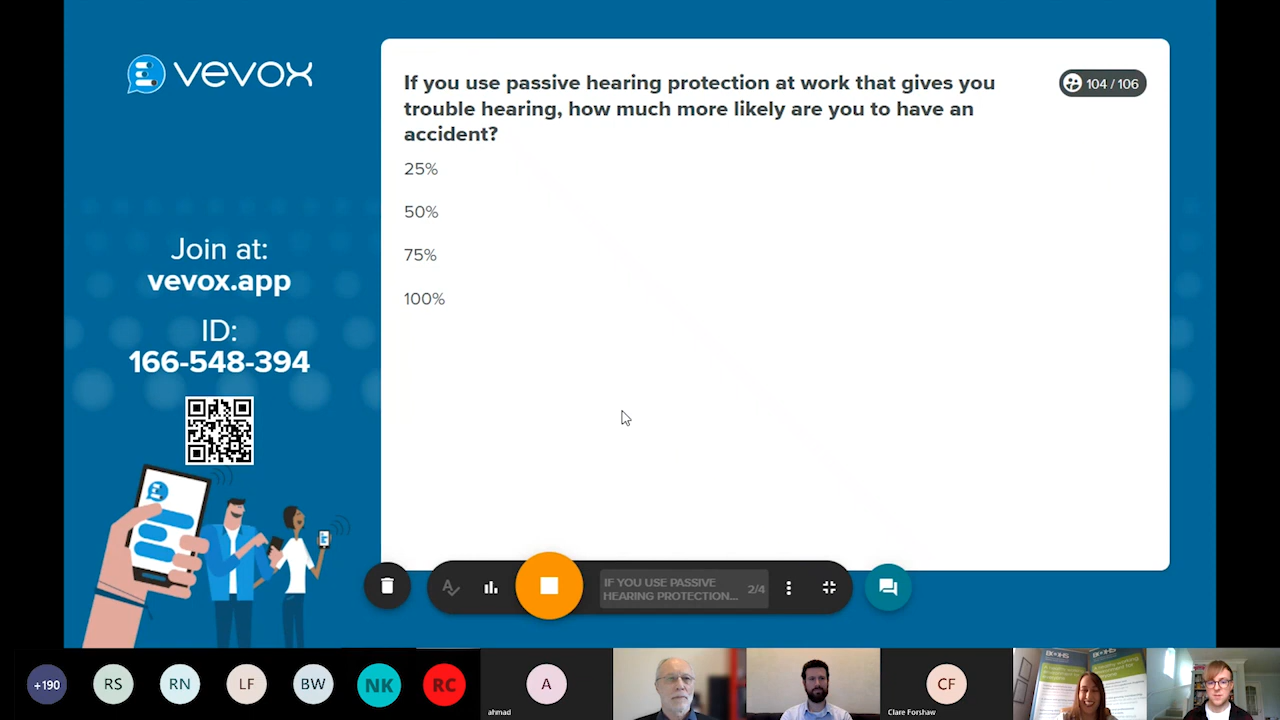 vevox
If you use passive hearing protection at work that gives you
trouble hearing, how much more likely are you to have an
accident?
104 / 106
25%
50%
75%
100%
Join at:
vevox.app
ID:
166-548-394
IF YOU USE PASSIVE
HEARING PROTECTION...
2/4
+190
RS
RN
LF
BW
NK
RC
A
ahmad
CF
Clare Forshaw